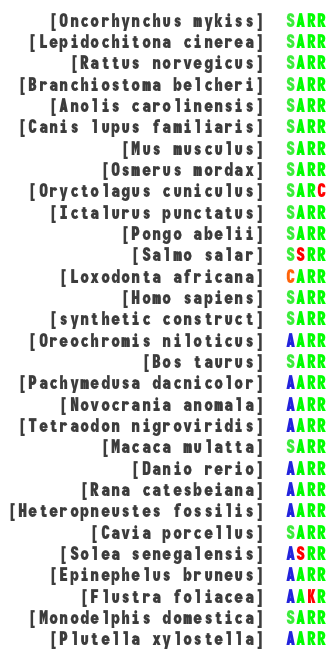 [Oncorhynchus mykiss] SARR
[Lepidochitona cinerea] SARR
[Rattus norvegicus] SARR
[Branchiostoma belcheri] SARR
[Anolis carolinensis] SARR
[Canis lupus familiaris] SARR
[Mus musculus] SARR
[Osmerus mordax] SARR
[Oryctolagus cuniculus] SARC
[Ictalurus punctatus] SARR
[Pongo abelii] SARR
[Salmo salar] SSRR
[Loxodonta africana] CARR
[Homo sapiens] SARR
[synthetic construct] SARR
[Oreochromis niloticus] AARR
[Bos taurus] SARR
[Pachymedusa dacnicolor] AARR
[Novocrania anomala] AARR
[Tetraodon nigroviridis] AARR
[Macaca mulatta] SARR
[Danio rerio] AARR
[Rana catesbeiana] AARR
[Heteropneustes fossilis] AARR
[Cavia porcellus] SARR
[Solea senegalensis] ASRR
[Epinephelus bruneus] AARR
[Flustra foliacea] AAKR
[Monodelphis domestica] SARR
[Plutella xylostella] AARR